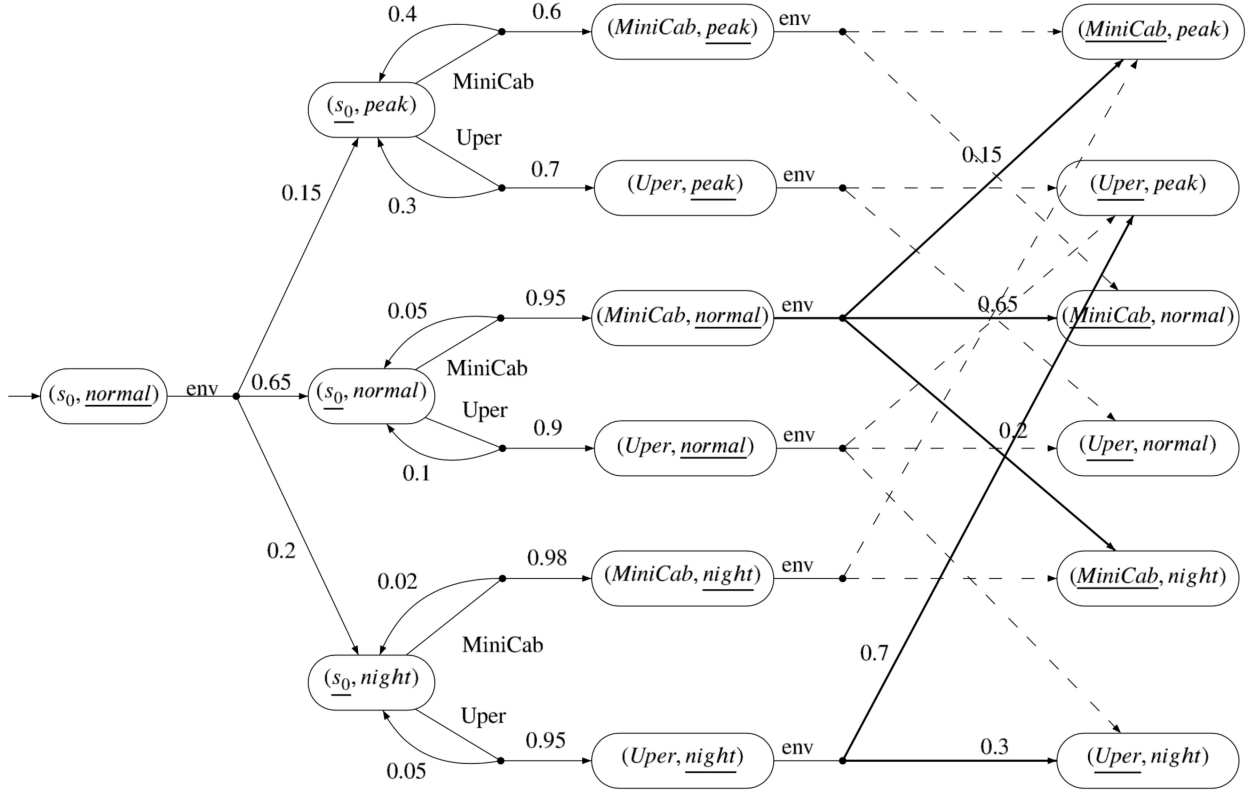 0.4
0.6
(MiniCab, peak)
env
(MiniCab, peak)
MiniCab
(s0, peak)
Uper
0.15
0.15
0.7
(Uper, peak)
env
(Uper, peak)
0.3
0.05
0.95
(MiniCab, normal)
env
0.65
(MiniCab, normal)
MiniCab
(s0, normal)
env
0.65
(s0, normal)
Uper
0.9
(Uper, normal)
env
0.2
(Uper, normal)
0.1
0.2
0.02
0.98
(MiniCab, night)
env
(MiniCab, night)
MiniCab
0.7
(s0, night)
Uper
0.95
(Uper, night)
env
0.3
(Uper, night)
0.05